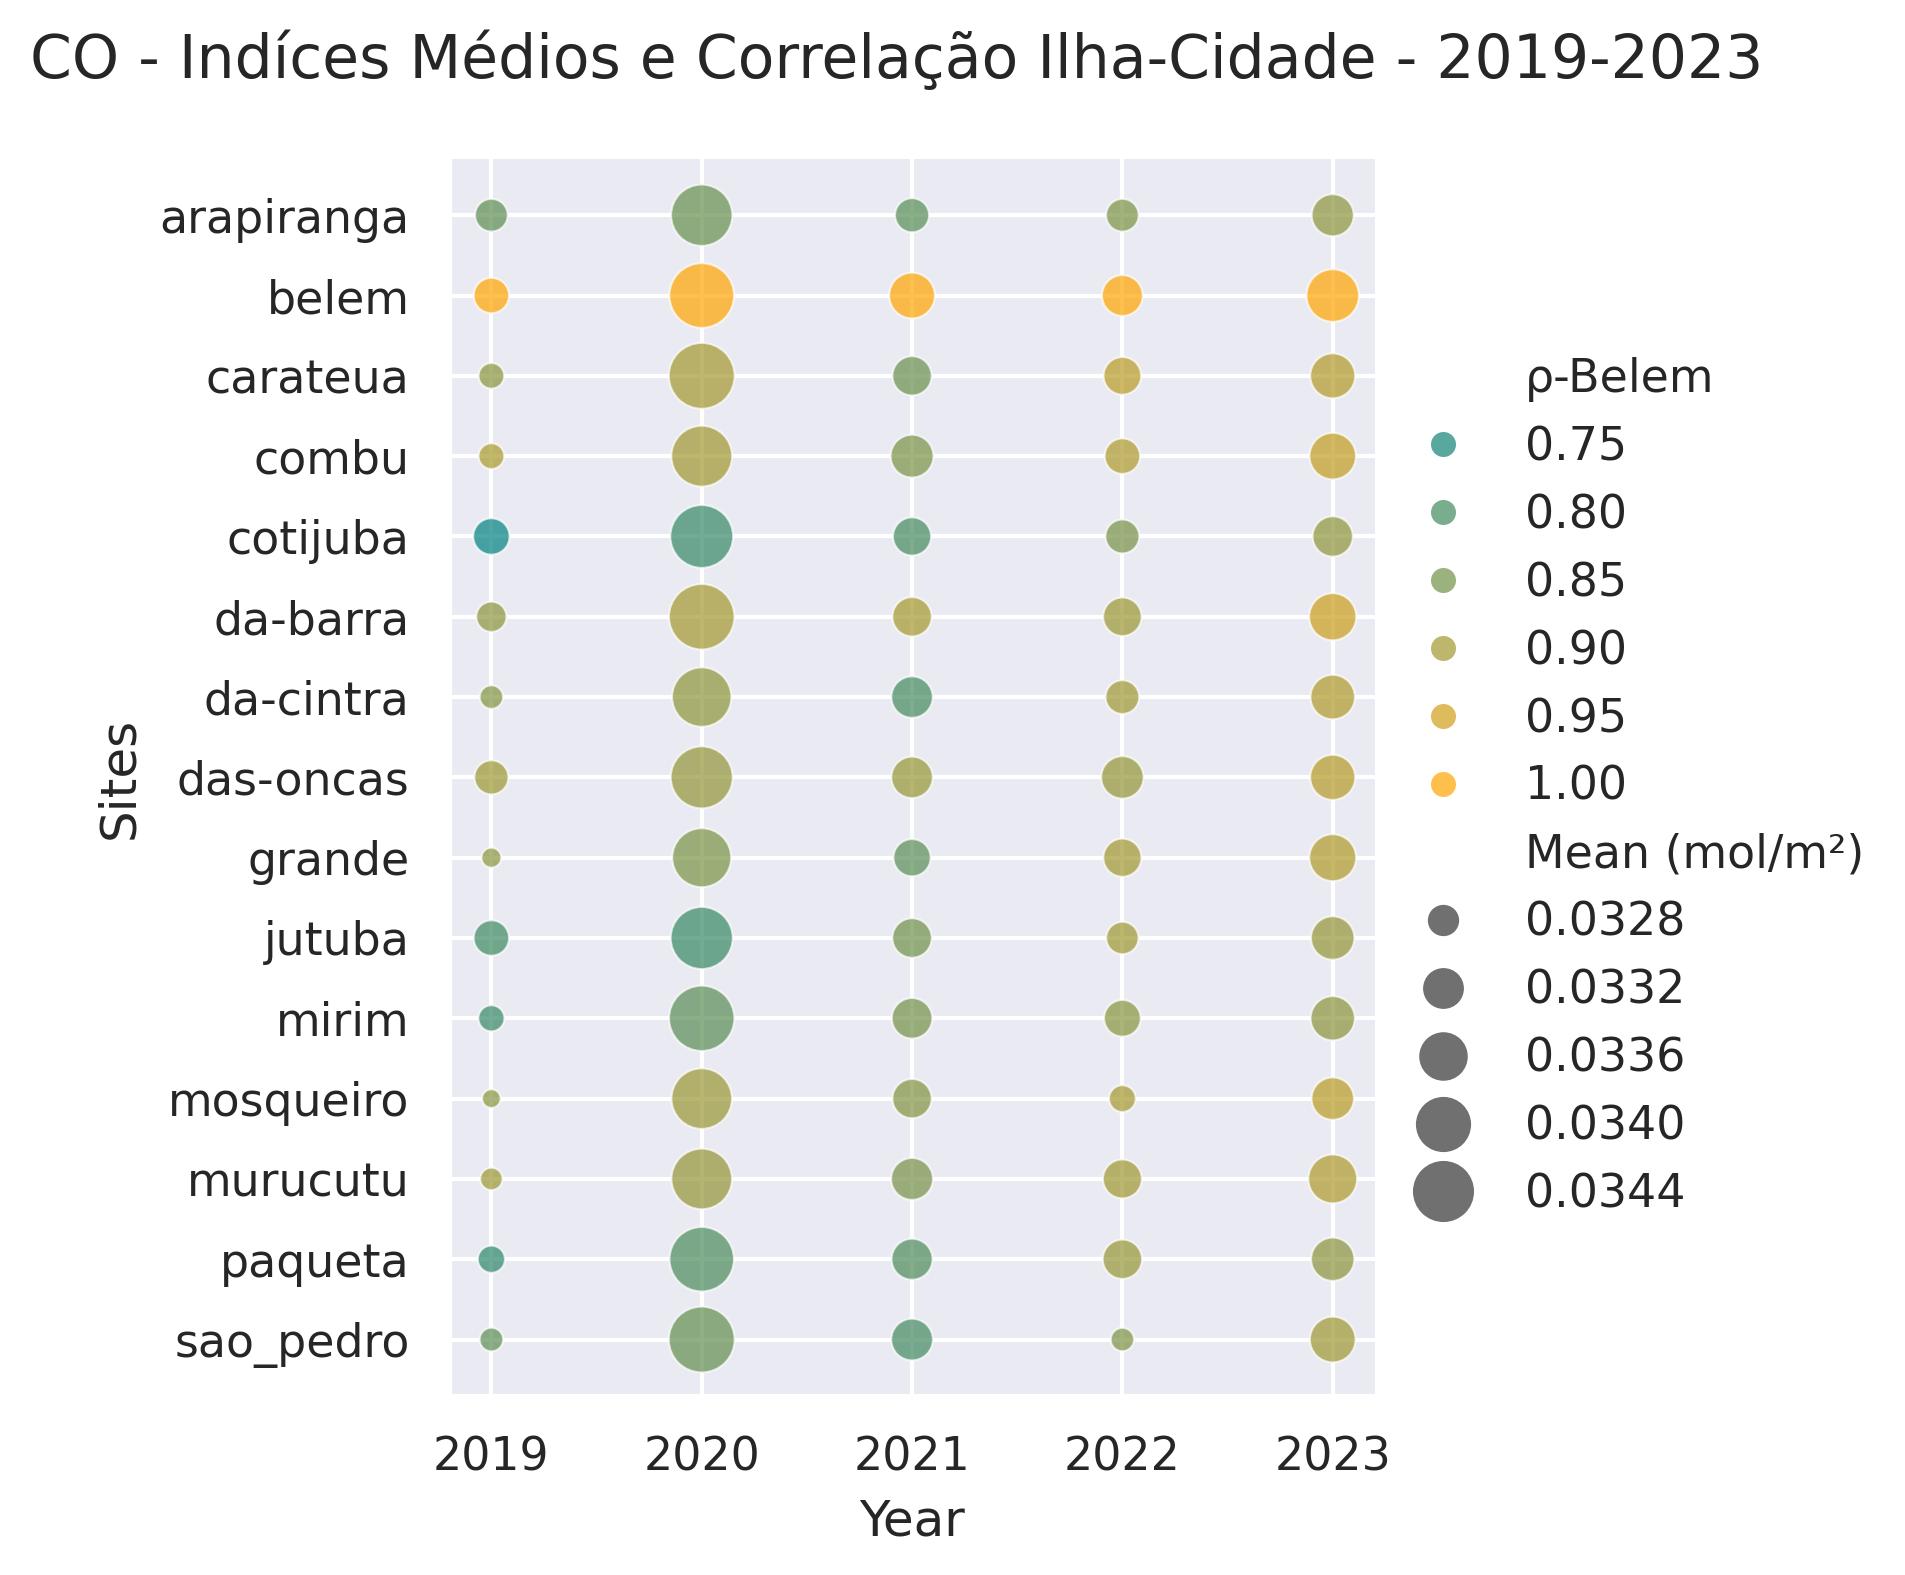 CO - Indíces Médios e Correlação Ilha-Cidade - 2019-2023
Sites
arapiranga
belem
carateua
combu
cotijuba
da-barra
da-cintra
das-oncas
grande
jutuba
mirim
mosqueiro
murucutu
paqueta
sao_pedro
2019 2020 2021 2022 2023
Year
ρ-Belem
0.75
0.80
0.85
0.90
0.95
1.00
Mean (mol/m²)
0.0328
0.0332
0.0336
0.0340
0.0344